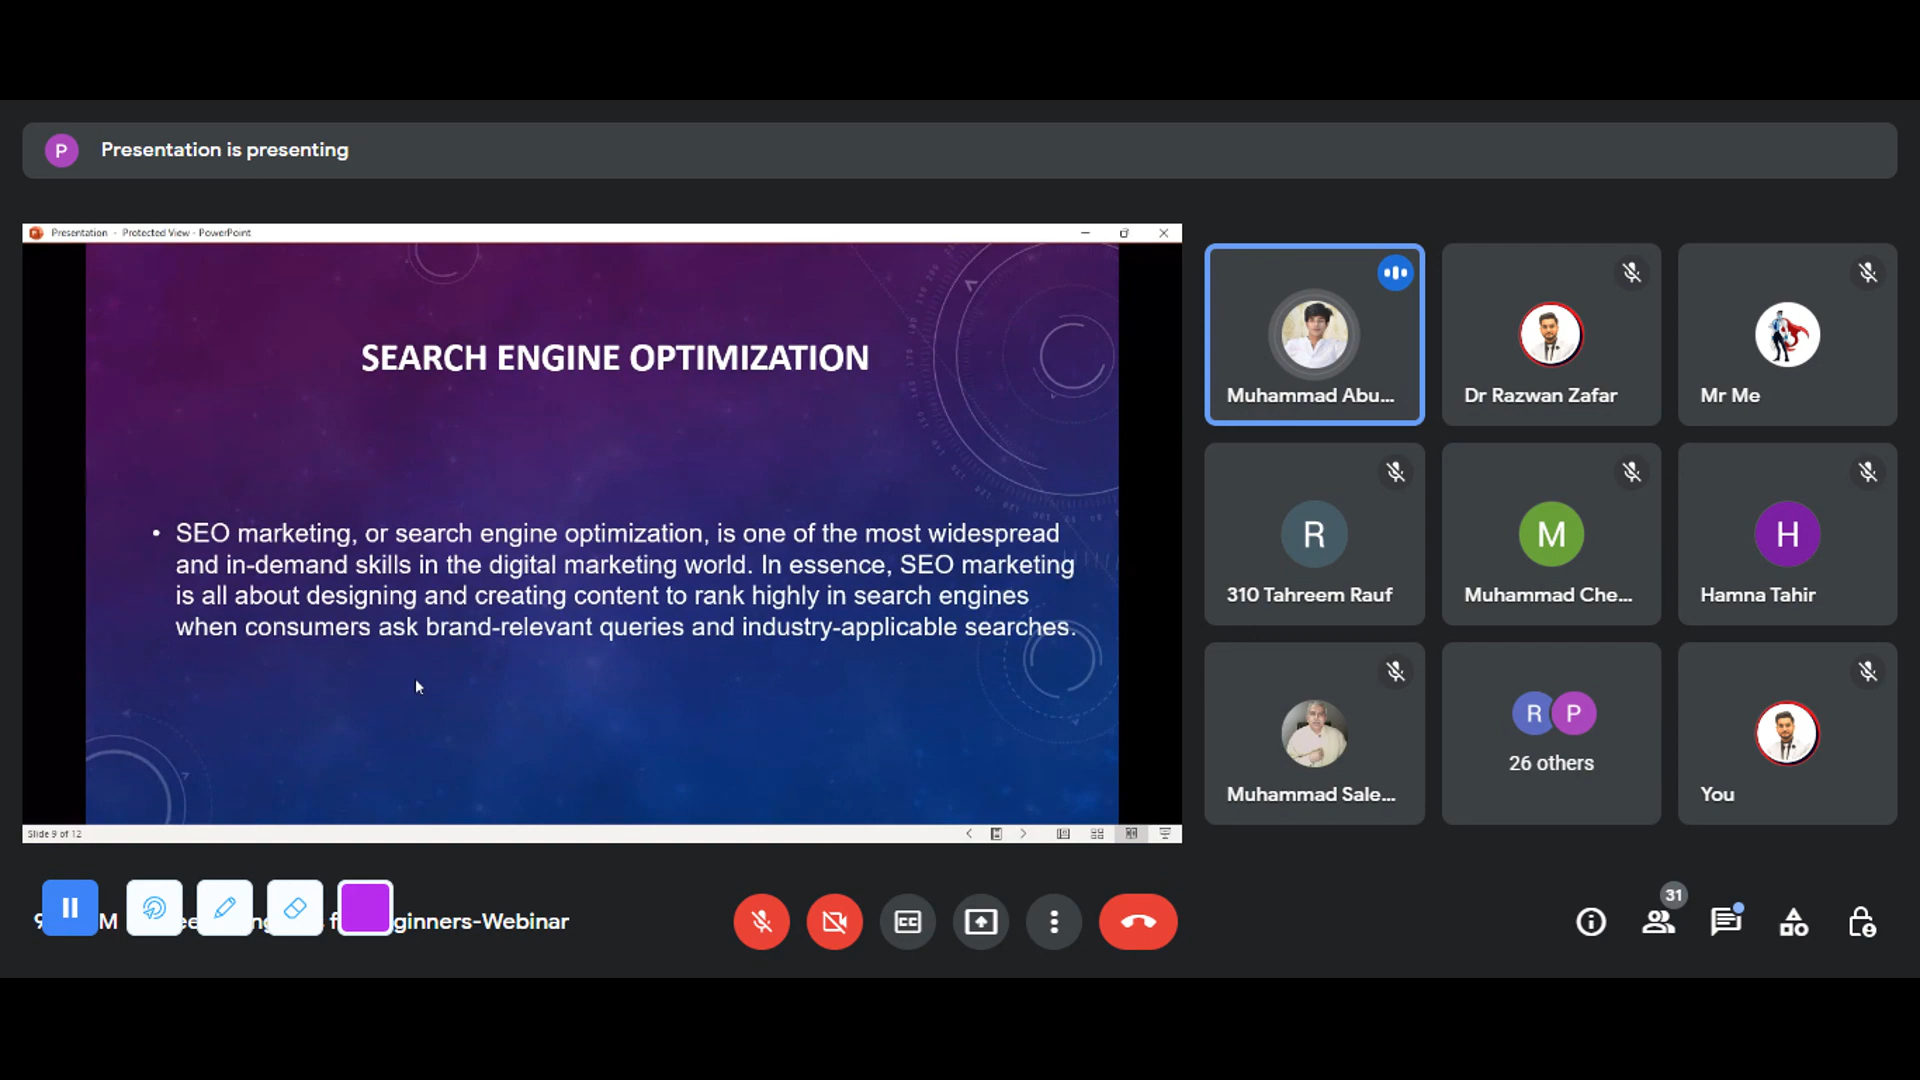 P Presentation is presenting
Presentation - Protected View - PowerPoint
SEARCH ENGINE OPTIMIZATION
• SEO marketing, or search engine optimization, is one of the most widespread
and in-demand skills in the digital marketing world. In essence, SEO marketing
is all about designing and creating content to rank highly in search engines
when consumers ask brand-relevant queries and industry-applicable searches.
Slide 9 of 12
Muhammad Abu...
Dr Razwan Zafar
Mr Me
R
310 Tahreem Rauf
M
Muhammad Che...
H
Hamna Tahir
Muhammad Sale...
R P
26 others
You
M
ginners-Webinar
CC
31